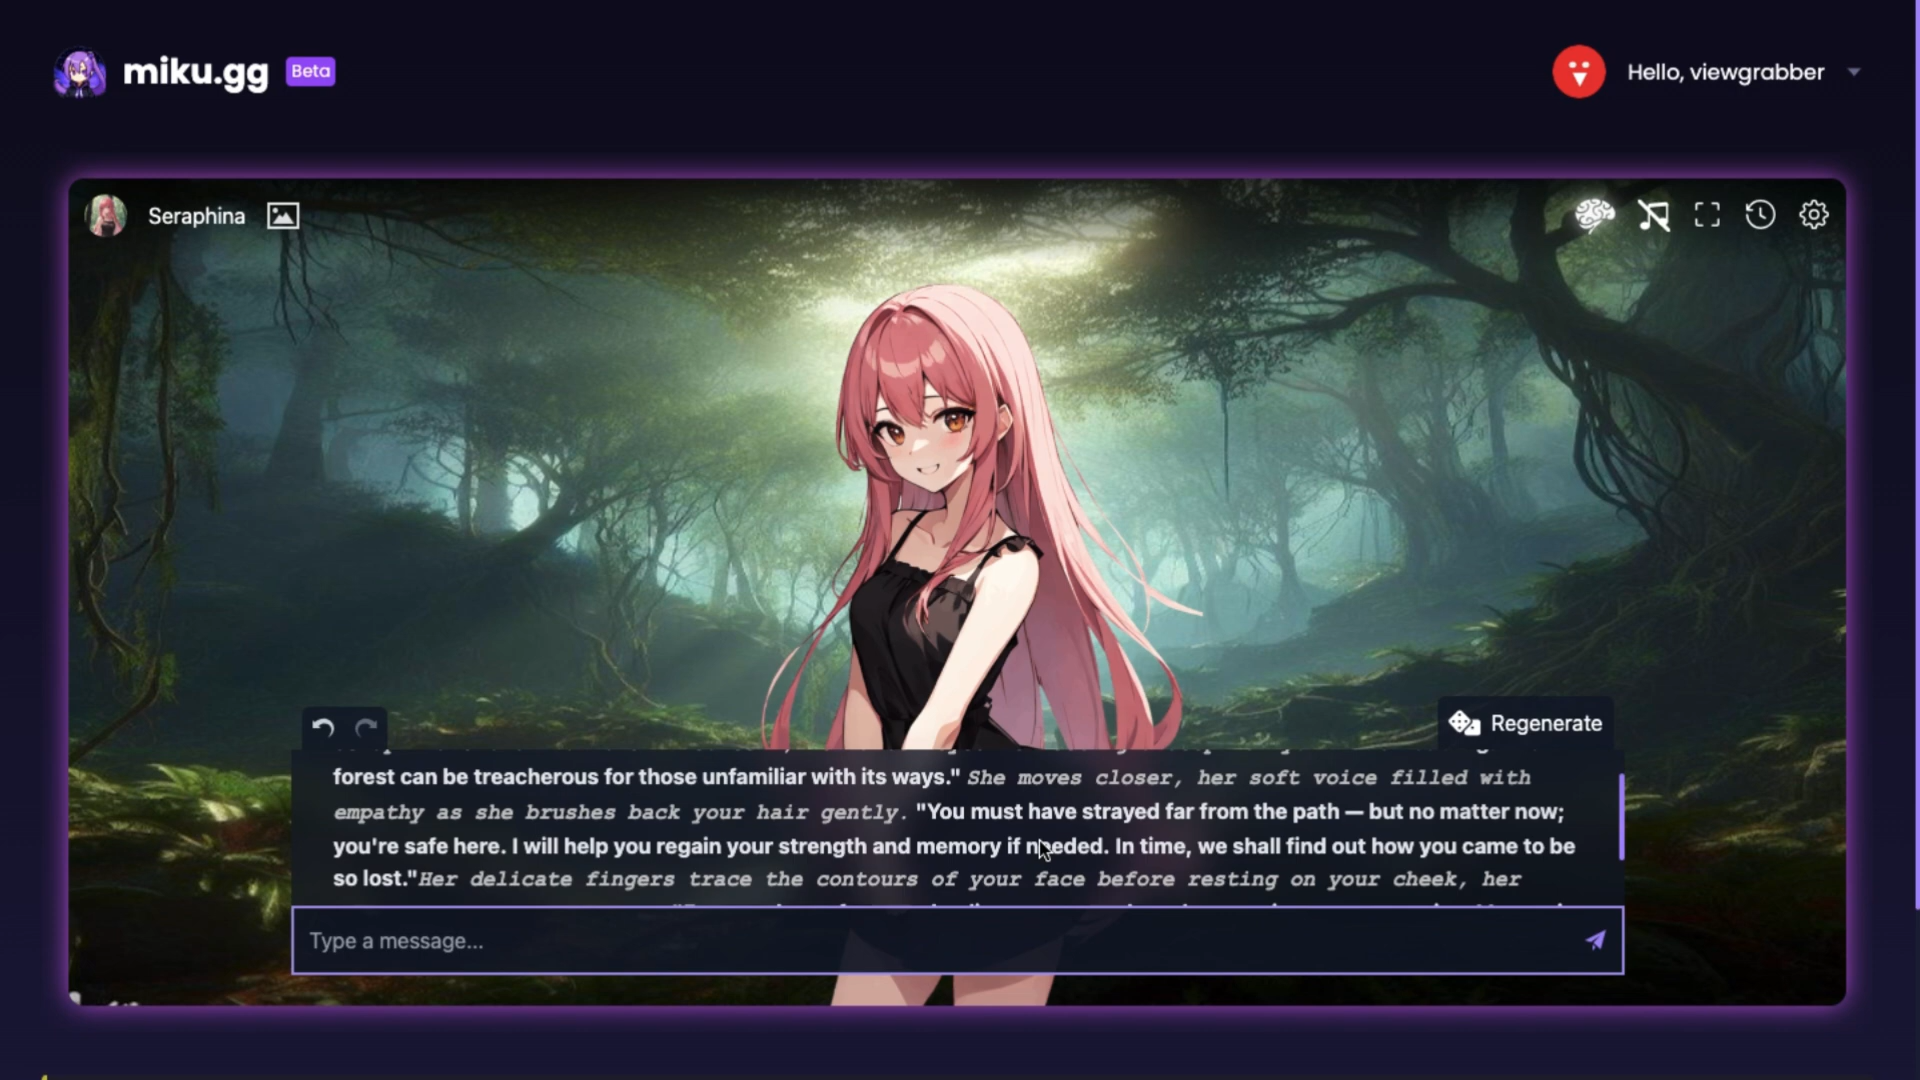 miku.gg Beta
Hello, viewgrabber
Seraphina
Regenerate
forest can be treacherous for those unfamiliar with its ways." She moves closer, her soft voice filled with
empathy as she brushes back your hair gently. "You must have strayed far from the path — but no matter now;
you're safe here. I will help you regain your strength and memory if needed. In time, we shall find out how you came to be
so lost."Her delicate fingers trace the contours of your face before resting on your cheek, her
Type a message...